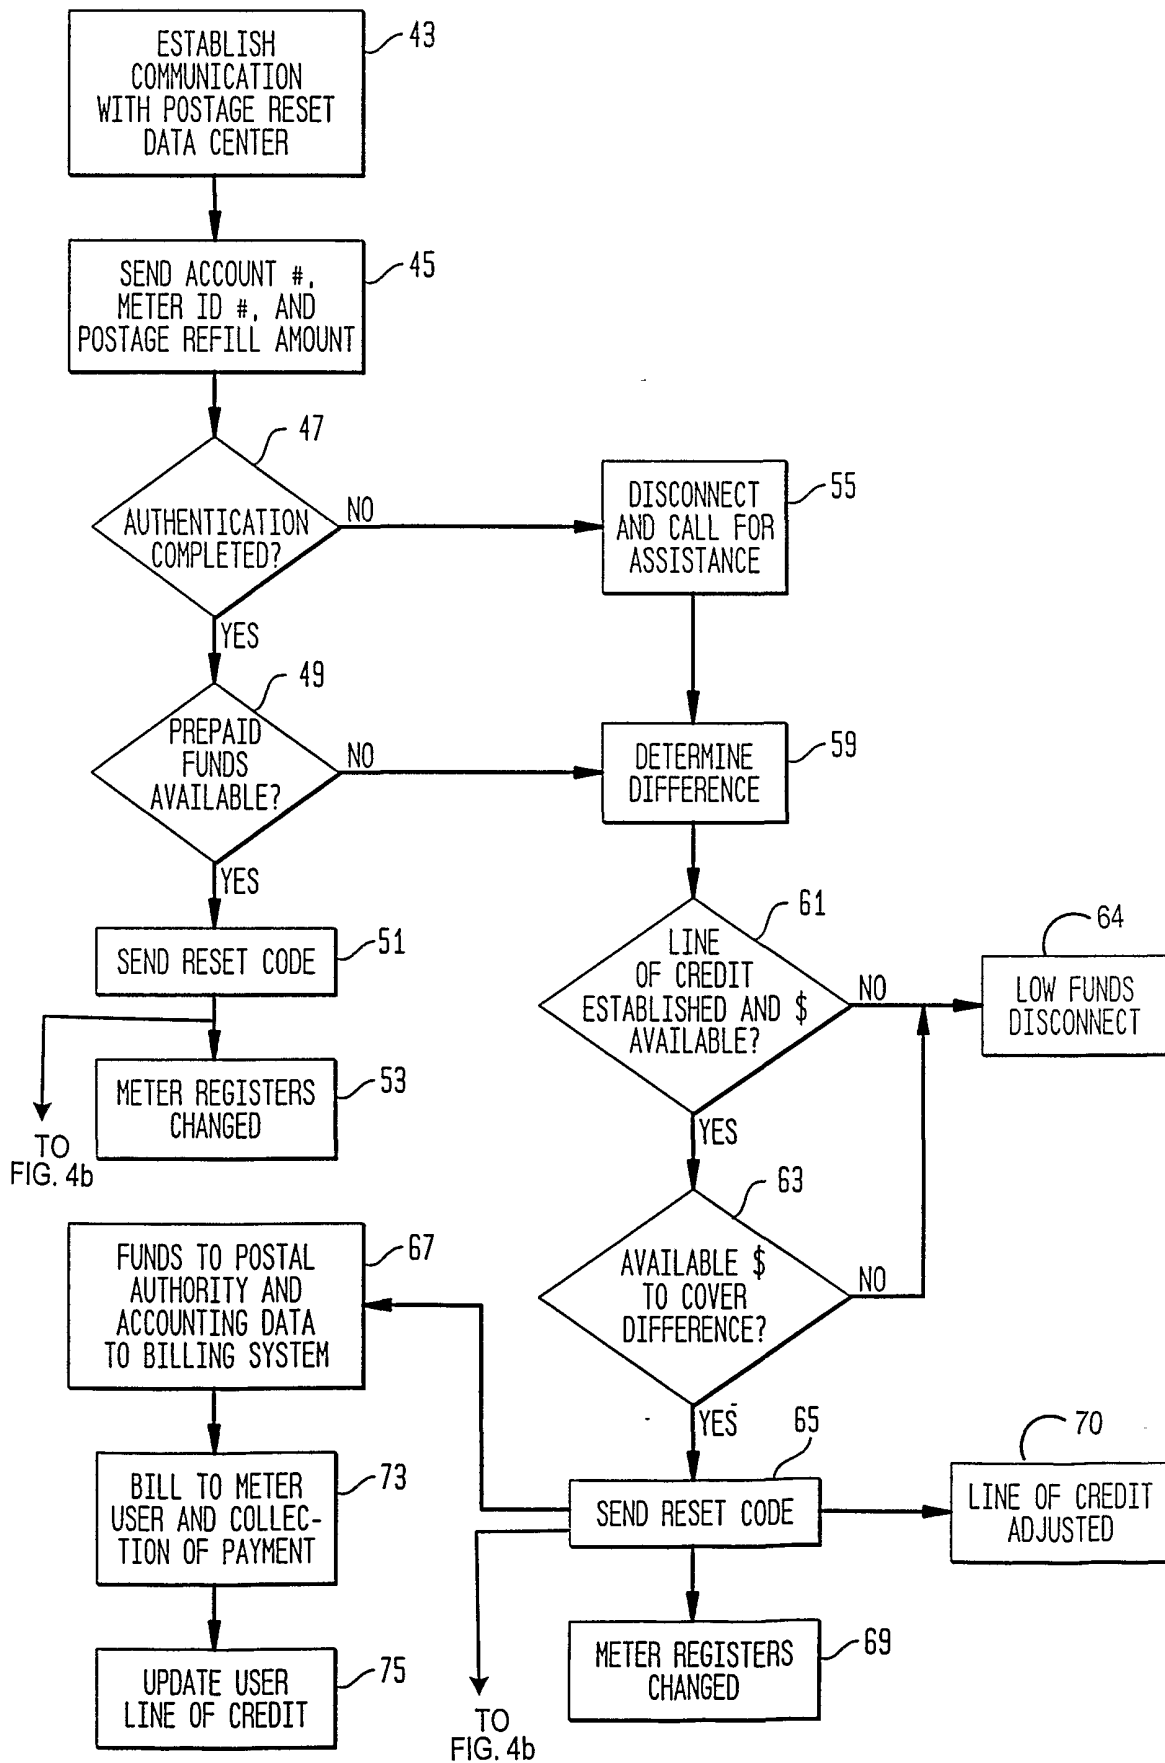 ESTABLISH
COMMUNICATION
WITH POSTAGE RESET
DATA CENTER
43
SEND ACCOUNT #,
METER ID #, AND
POSTAGE REFILL AMOUNT
45
47
AUTHENTICATION
COMPLETED?
NO
YES
DISCONNECT
AND CALL FOR
ASSISTANCE
55
49
PREPAID
FUNDS
AVAILABLE?
NO
YES
DETERMINE
DIFFERENCE
59
SEND RESET CODE
51
61
LINE
OF CREDIT
ESTABLISHED AND $
AVAILABLE?
NO
YES
64
LOW FUNDS
DISCONNECT
METER REGISTERS
CHANGED
53
TO
FIG. 4b
63
AVAILABLE $
TO COVER
DIFFERENCE?
NO
YES
FUNDS TO POSTAL
AUTHORITY AND
ACCOUNTING DATA
TO BILLING SYSTEM
67
65
SEND RESET CODE
70
LINE OF CREDIT
ADJUSTED
BILL TO METER
USER AND COLLEC-
TION OF PAYMENT
73
METER REGISTERS
CHANGED
69
UPDATE USER
LINE OF CREDIT
75
TO
FIG. 4b